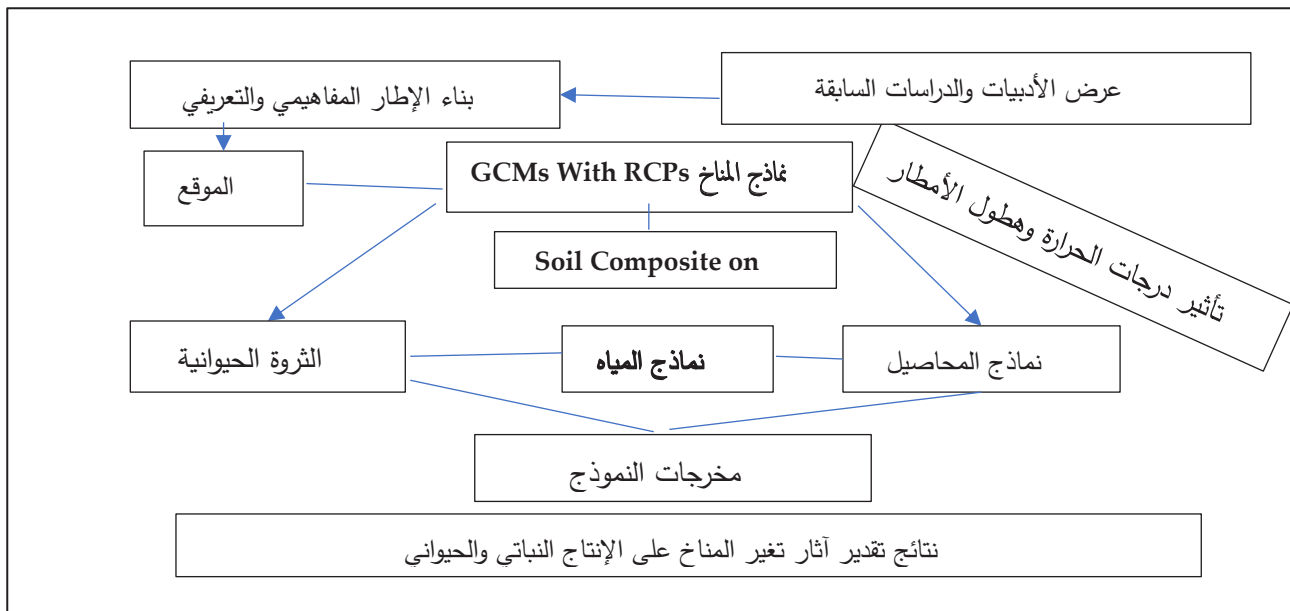 عرض الأدبيات والدراسات السابقة
بناء الإطار المفاهيمي والتعريفي
الموقع
نماذج المناخ GCMs With RCPs
تأثير درجات الحرارة وهطول الأمطار
Soil Composite on
نماذج المحاصيل
نماذج المياه
الثروة الحيوانية
مخرجات النموذج
نتائج تقدير آثار تغير المناخ على الإنتاج النباتي والحيواني